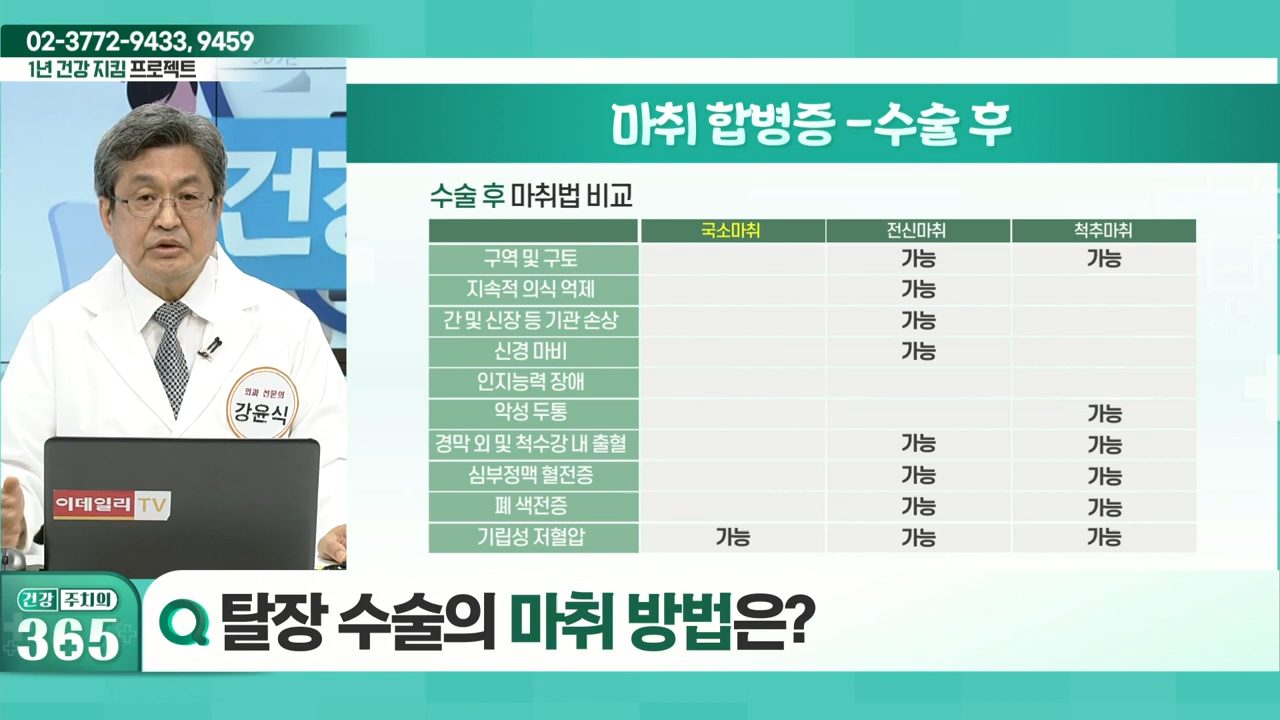 02-3772-9433, 9459
1년 건강 지킴 프로젝트
건강
마취 합병증 - 수술 후
수술 후 마취법 비교
국소마취 전신마취 척추마취
구역 및 구토 가능 가능
지속적 의식 억제 가능
간 및 신장 등 기관 손상 가능
신경 마비 가능
인지능력 장애
악성 두통 가능
경막 외 및 척수강 내 출혈 가능 가능
심부정맥 혈전증 가능 가능
폐 색전증 가능 가능
기립성 저혈압 가능 가능 가능
외과 전문의
강윤식
이데일리 TV
건강 주치의
365
Q 탈장 수술의 마취 방법은?